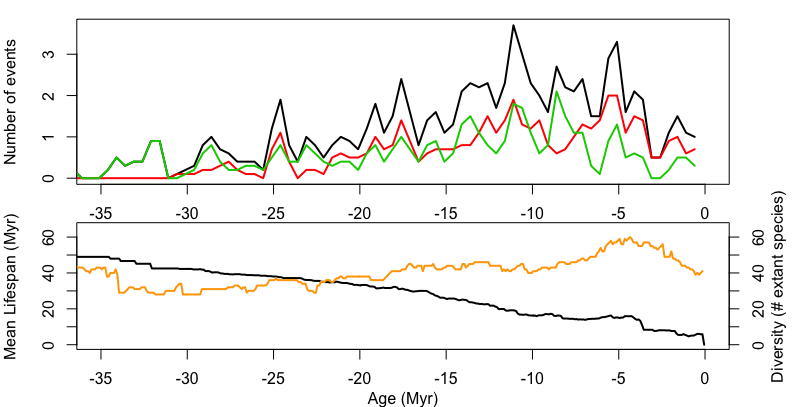 Number of events
3
2
1
0
-35 -30 -25 -20 -15 -10 -5 0
Mean Lifespan (Myr)
60
40
20
0
60
40
20
0
Diversity (# extant species)
-35 -30 -25 -20 -15 -10 -5 0
Age (Myr)